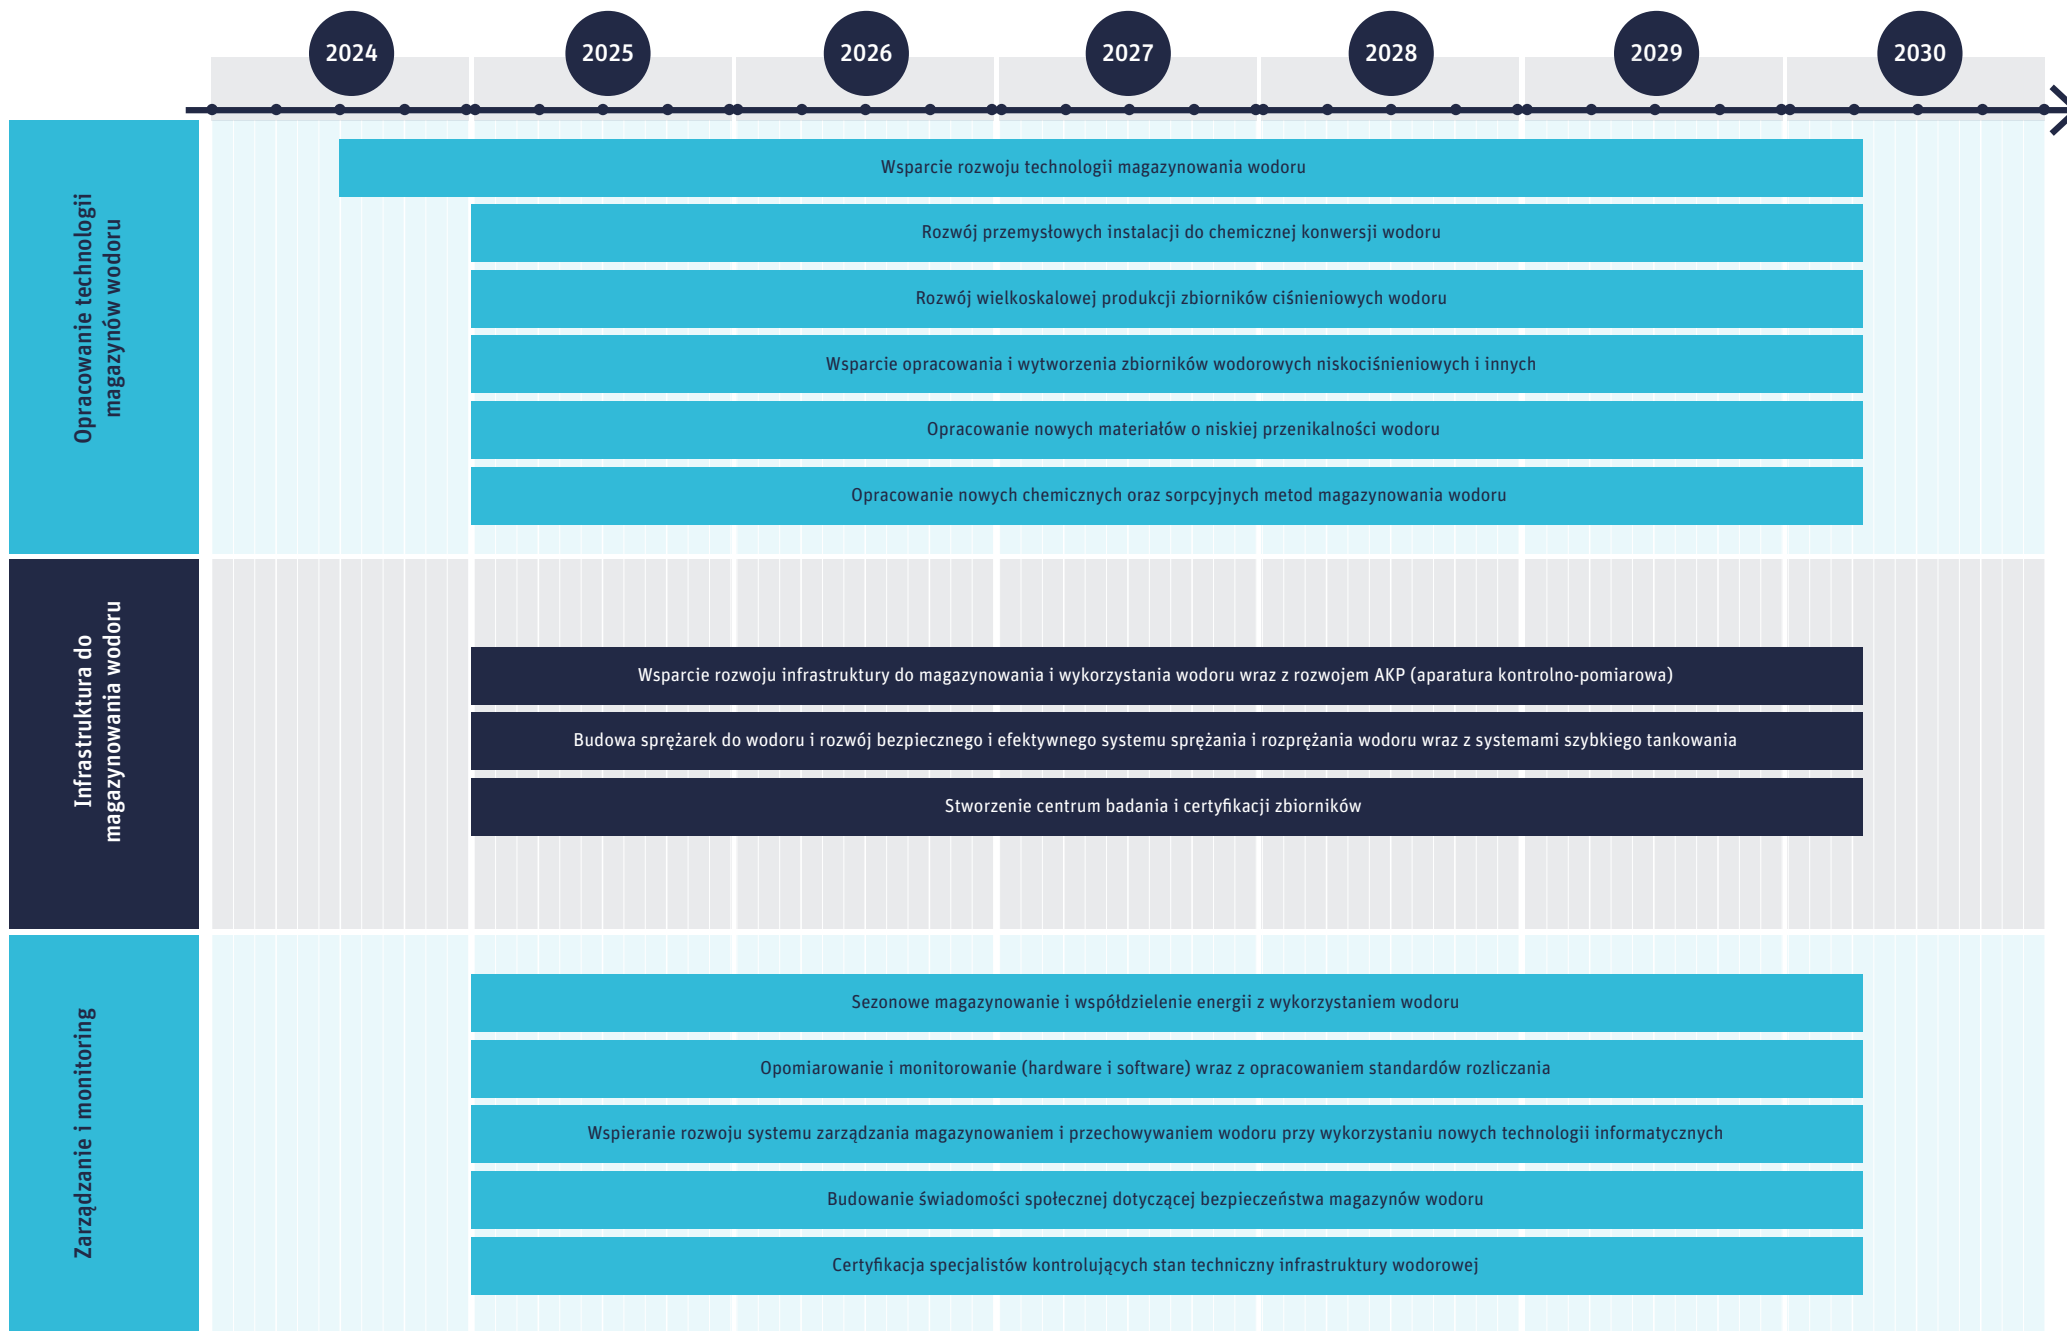 2024
2025
2026
2027
2028
2029
2030
Opracowanie technologii
magazynów wodoru
Wsparcie rozwoju technologii magazynowania wodoru
Rozwój przemysłowych instalacji do chemicznej konwersji wodoru
Rozwój wielkoskalowej produkcji zbiorników ciśnieniowych wodoru
Wsparcie opracowania i wytworzenia zbiorników wodorowych niskociśnieniowych i innych
Opracowanie nowych materiałów o niskiej przenikalności wodoru
Opracowanie nowych chemicznych oraz sorpcyjnych metod magazynowania wodoru
Infrastruktura do
magazynowania wodoru
Wsparcie rozwoju infrastruktury do magazynowania i wykorzystania wodoru wraz z rozwojem AKP (aparatura kontrolno-pomiarowa)
Budowa sprężarek do wodoru i rozwój bezpiecznego i efektywnego systemu sprężania i rozprężania wodoru wraz z systemami szybkiego tankowania
Stworzenie centrum badania i certyfikacji zbiorników
Zarządzanie i monitoring
Sezonowe magazynowanie i współdzielenie energii z wykorzystaniem wodoru
Opomiarowanie i monitorowanie (hardware i software) wraz z opracowaniem standardów rozliczania
Wspieranie rozwoju systemu zarządzania magazynowaniem i przechowywaniem wodoru przy wykorzystaniu nowych technologii informatycznych
Budowanie świadomości społecznej dotyczącej bezpieczeństwa magazynów wodoru
Certyfikacja specjalistów kontrolujących stan techniczny infrastruktury wodorowej